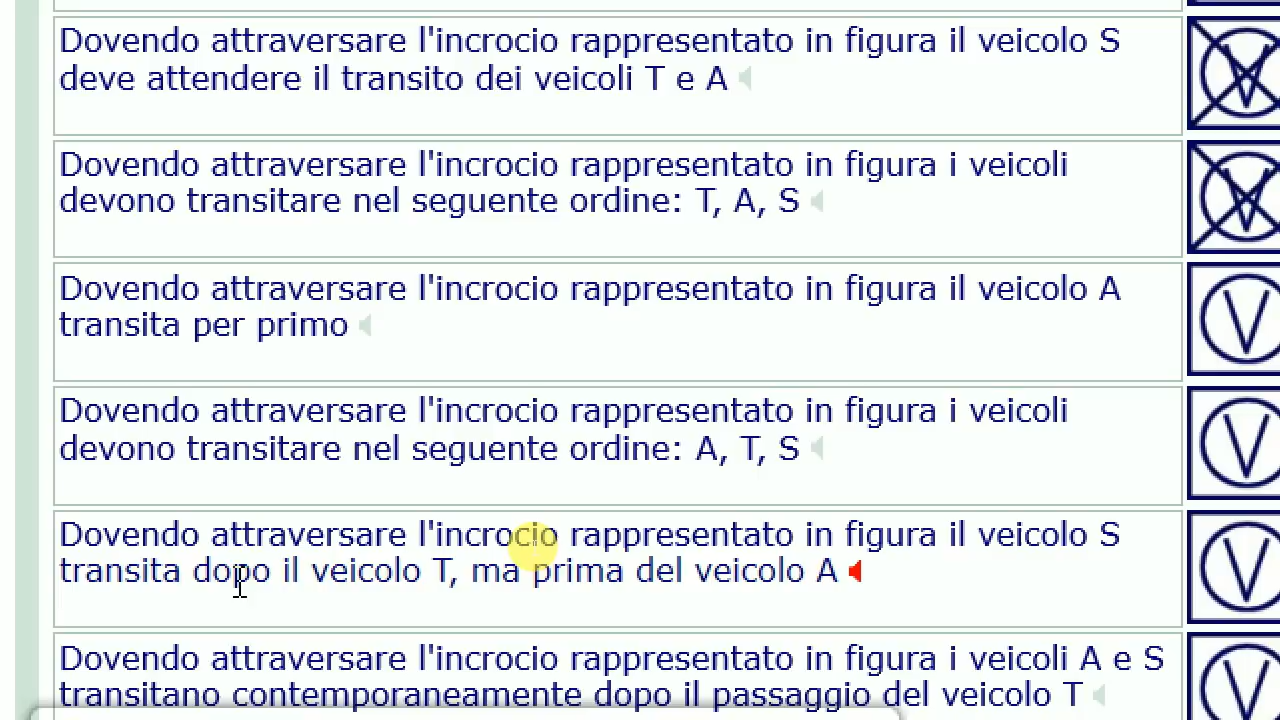 Dovendo attraversare l'incrocio rappresentato in figura il veicolo S
deve attendere il transito dei veicoli T e A
V
Dovendo attraversare l'incrocio rappresentato in figura i veicoli
devono transitare nel seguente ordine: T, A, S
V
Dovendo attraversare l'incrocio rappresentato in figura il veicolo A
transita per primo
V
Dovendo attraversare l'incrocio rappresentato in figura i veicoli
devono transitare nel seguente ordine: A, T, S
V
Dovendo attraversare l'incrocio rappresentato in figura il veicolo S
transita dopo il veicolo T, ma prima del veicolo A
V
Dovendo attraversare l'incrocio rappresentato in figura i veicoli A e S
transitano contemporaneamente dopo il passaggio del veicolo T
V